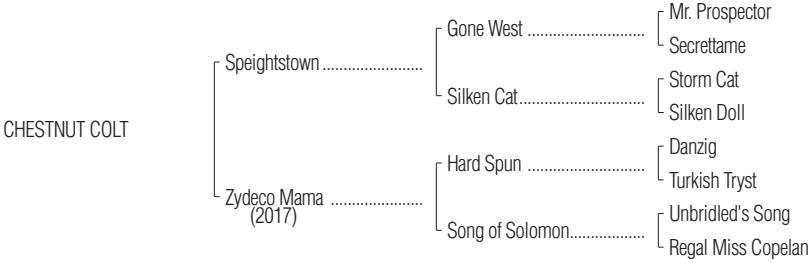 Mr. Prospector
Gone West ..............................
Secrettame
Speightstown ........................
Storm Cat
Silken Cat................................
Silken Doll
CHESTNUT COLT
Danzig
Hard Spun ..............................
Turkish Tryst
Zydeco Mama ......................
(2017)
Unbridled's Song
Song of Solomon...................
Regal Miss Copelan